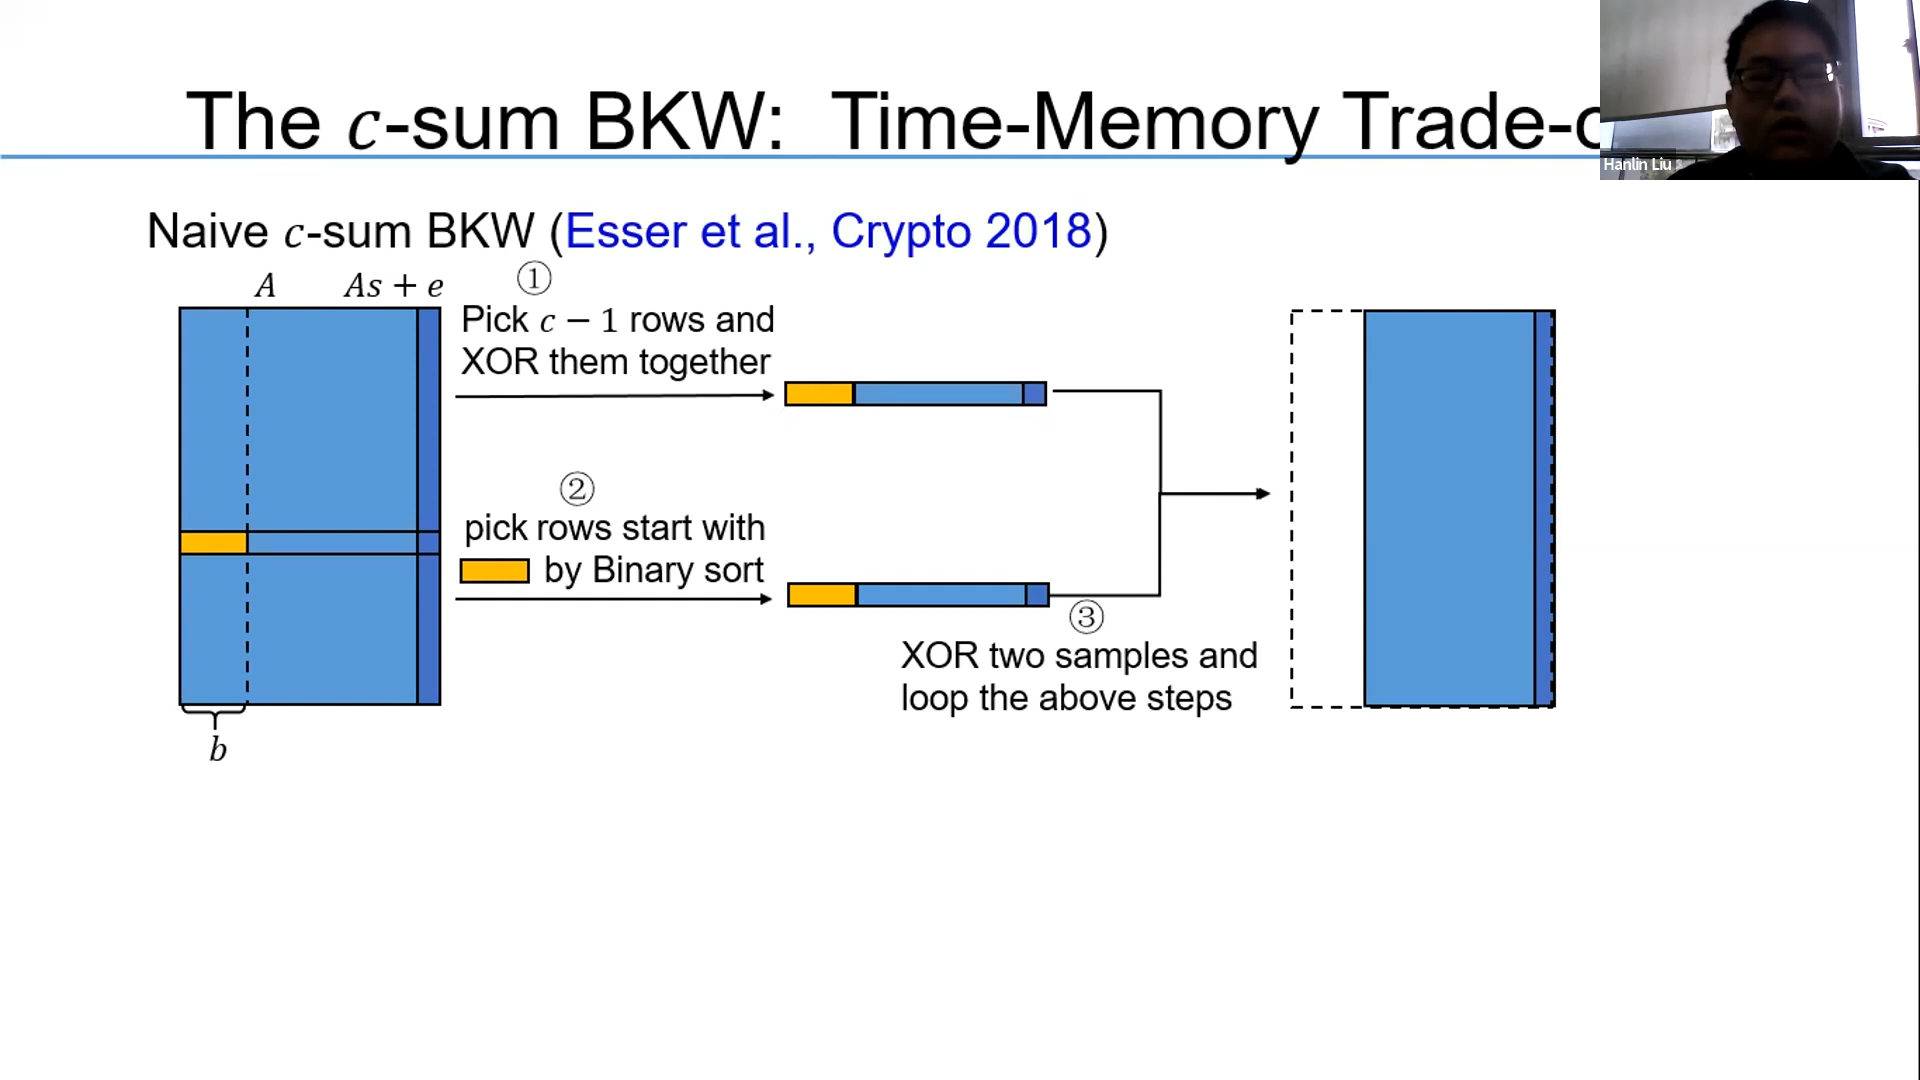 The c-sum BKW: Time-Memory Trade-
Hanlin Liu
Naive c-sum BKW (Esser et al., Crypto 2018)
A As + e
①
Pick c − 1 rows and
XOR them together
②
pick rows start with
by Binary sort
③
XOR two samples and
loop the above steps
b